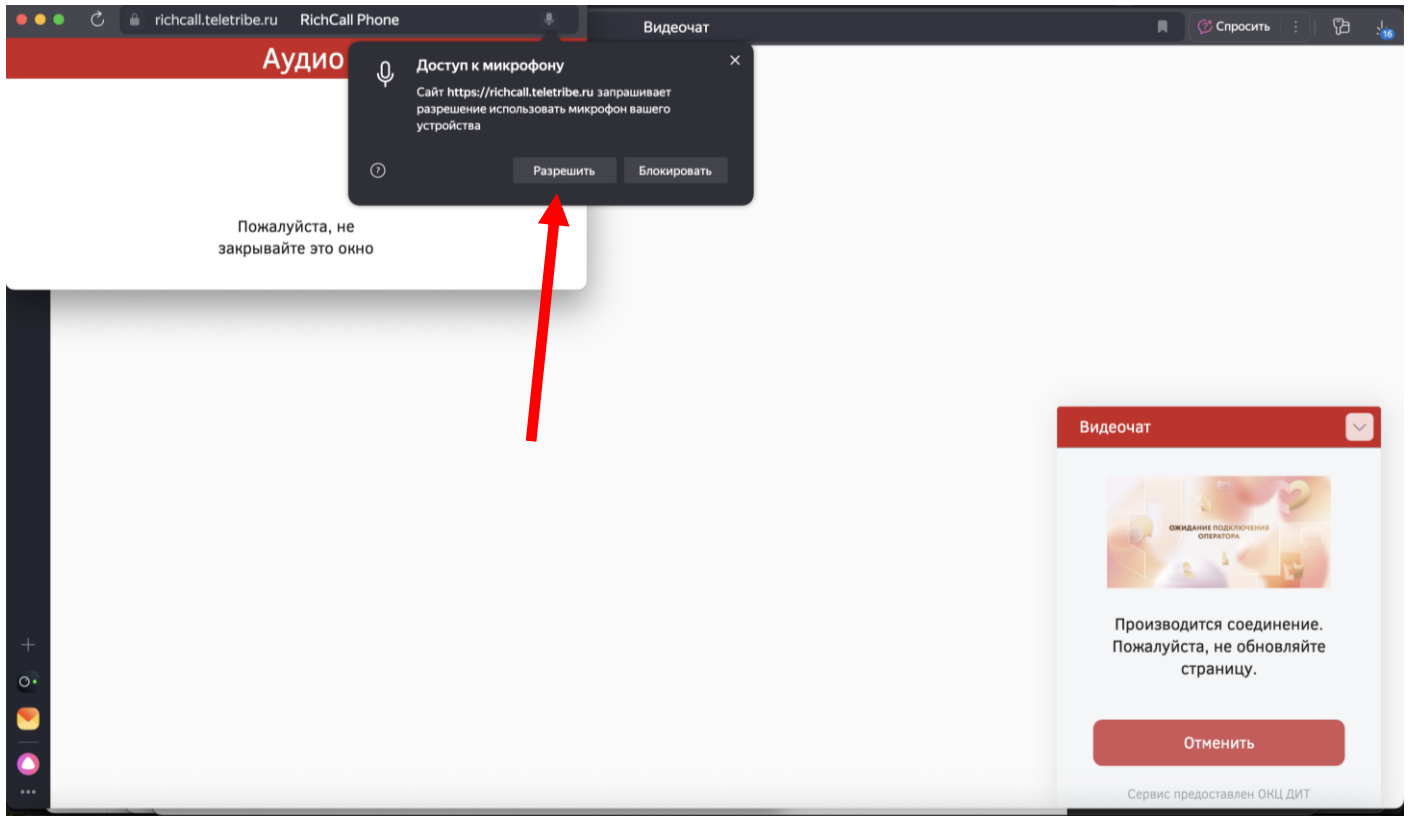 richcall.teletribe.ru RichCall Phone
Видеочат
Спросить
16
Аудио
Доступ к микрофону
Сайт https://richcall.teletribe.ru запрашивает
разрешение использовать микрофон вашего
устройства
Разрешить Блокировать
Пожалуйста, не
закрывайте это окно
Видеочат
ОЖИДАНИЕ ПОДКЛЮЧЕНИЯ
ОПЕРАТОРА
Производится соединение.
Пожалуйста, не обновляйте
страницу.
Отменить
Сервис предоставлен ОКЦ ДИТ